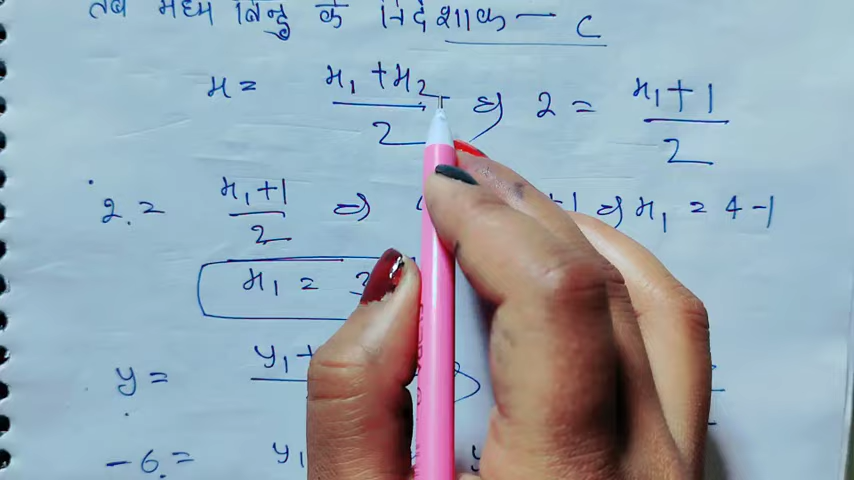 तब मध्य बिन्दु के निर्देशाक — C
x = x₁ + x₂ / 2 ⇒ 2 = x₁ + 1 / 2
2 = x₁ + 1 / 2 ⇒ +1 ⇒ x₁ = 4 - 1
x₁ = 3
y = y₁ +
-6 = y₁